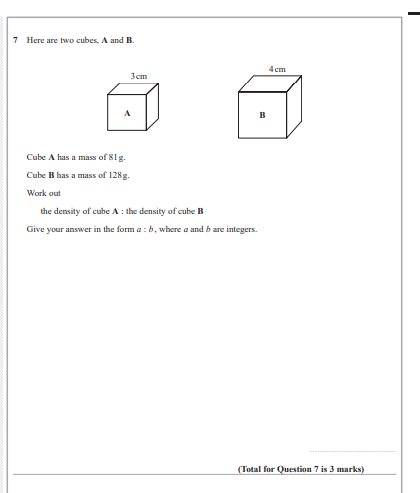 7 Here are two cubes, A and B.
3 cm
4 cm
A
B
Cube A has a mass of 81 g.
Cube B has a mass of 128 g.
Work out
the density of cube A : the density of cube B
Give your answer in the form a : b, where a and b are integers.
(Total for Question 7 is 3 marks)